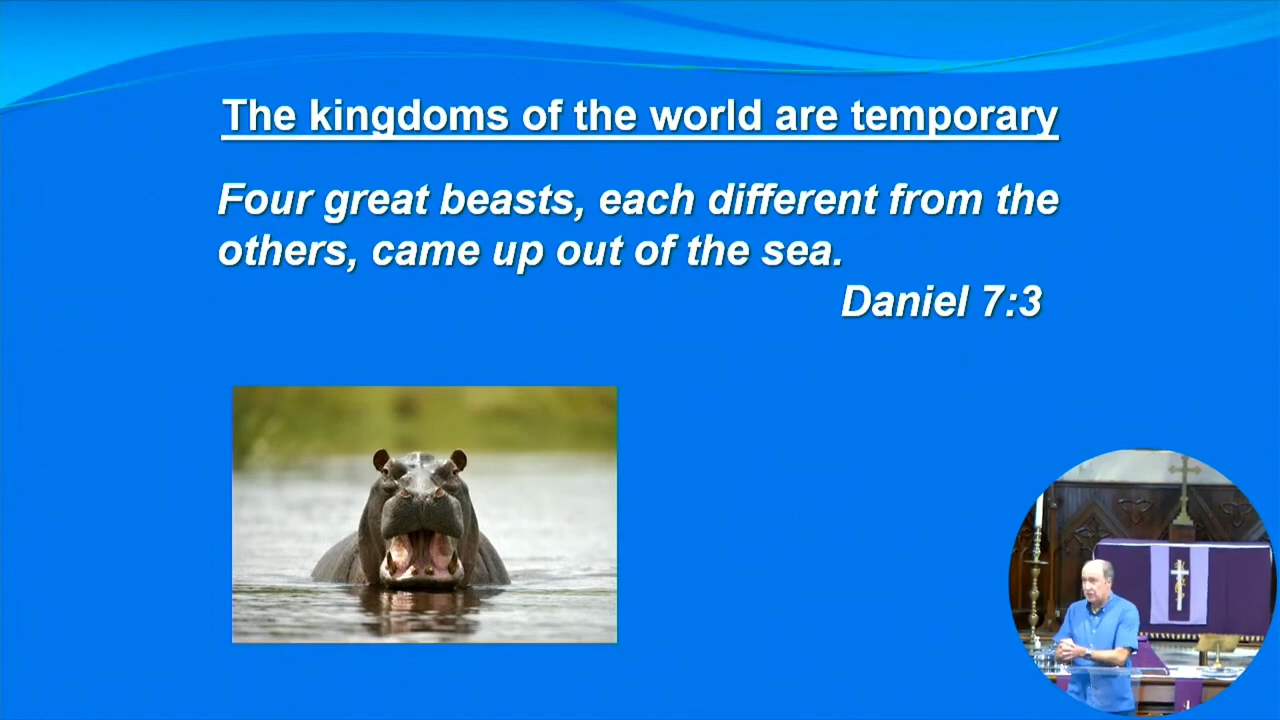 The kingdoms of the world are temporary
Four great beasts, each different from the
others, came up out of the sea.
Daniel 7:3